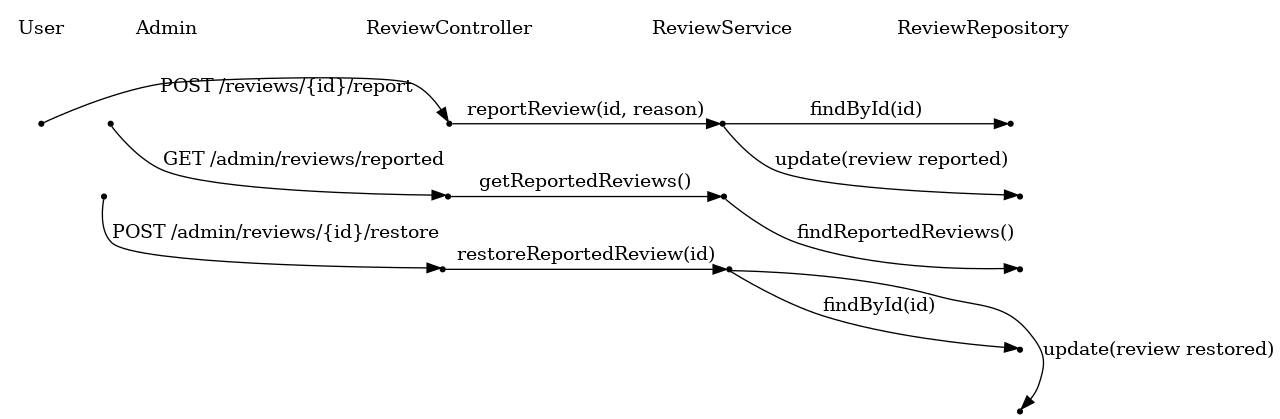 User
Admin
ReviewController
ReviewService
ReviewRepository
POST /reviews/{id}/report
reportReview(id, reason)
findById(id)
GET /admin/reviews/reported
update(review reported)
getReportedReviews()
POST /admin/reviews/{id}/restore
findReportedReviews()
restoreReportedReview(id)
findById(id)
update(review restored)